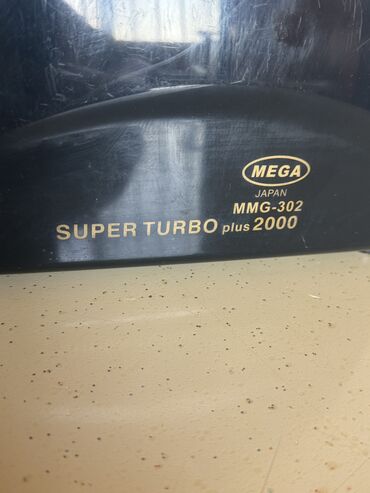 MEGA
JAPAN
MMG-302
SUPER TURBO plus 2000